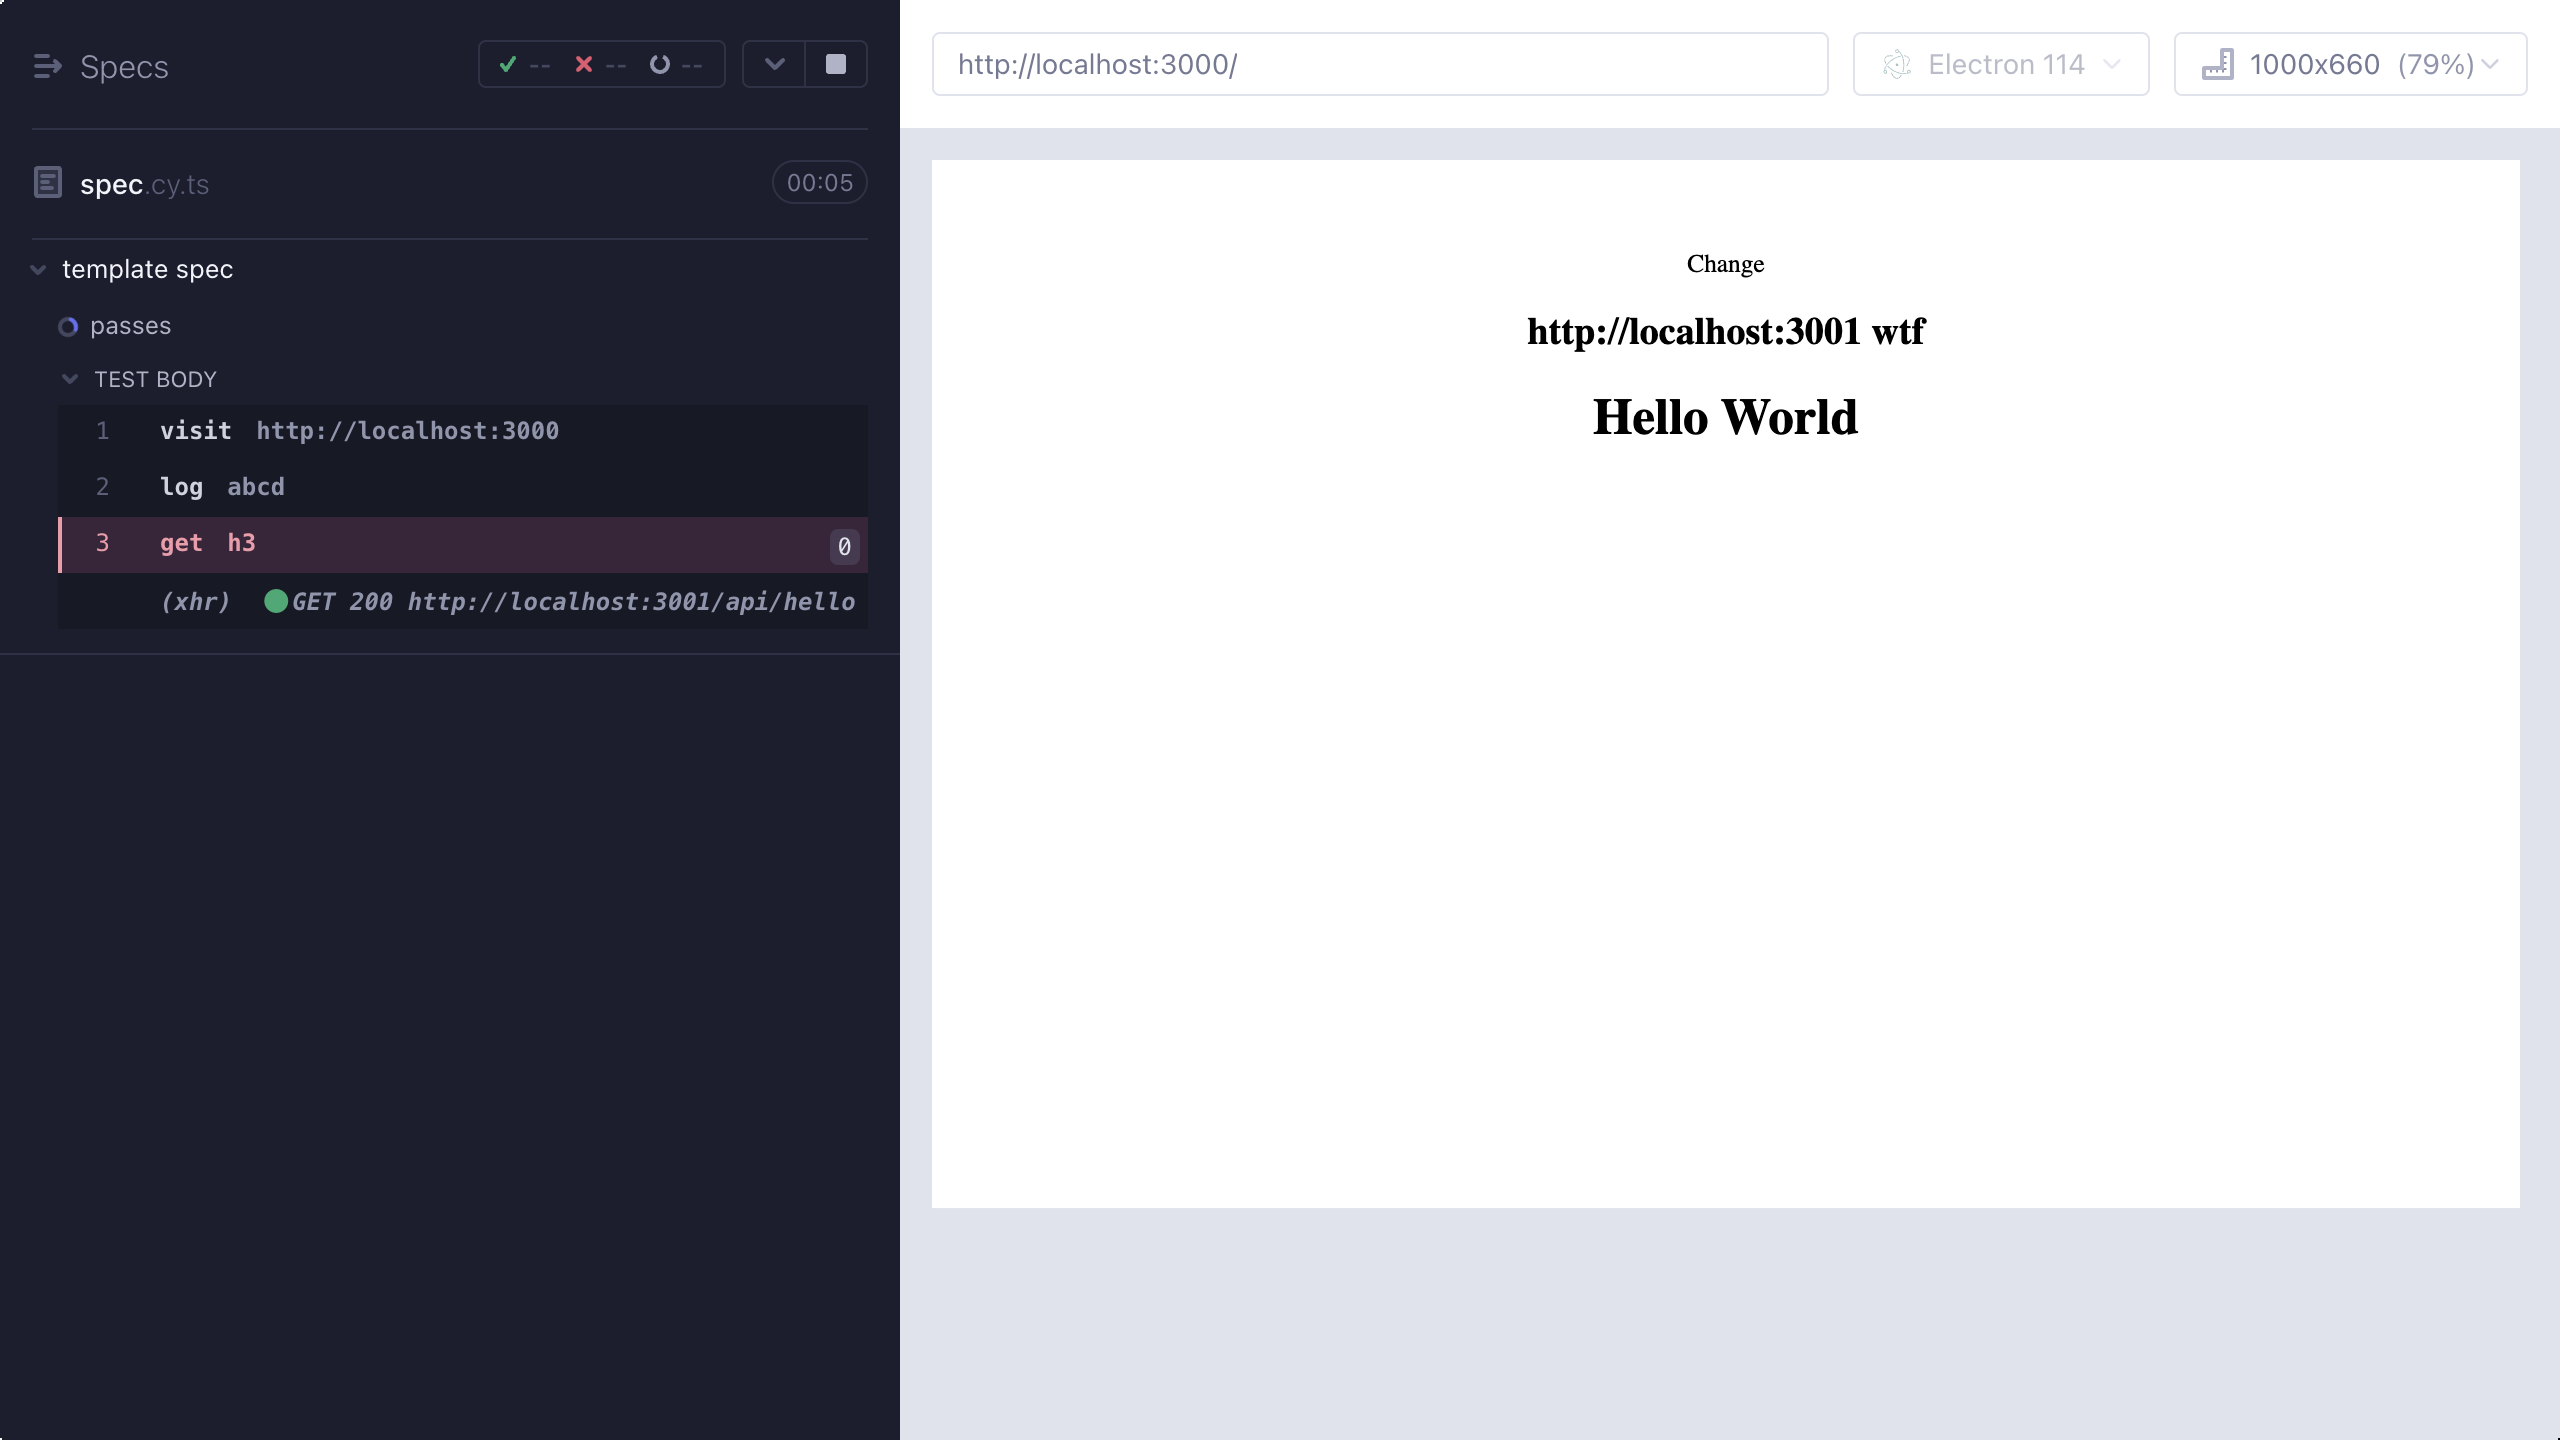 Specs
-- -- --
spec.cy.ts
00:05
template spec
passes
TEST BODY
1 visit http://localhost:3000
2 log abcd
3 get h3 0
(xhr) GET 200 http://localhost:3001/api/hello
http://localhost:3000/
Electron 114
1000x660 (79%)
Change
http://localhost:3001 wtf
Hello World